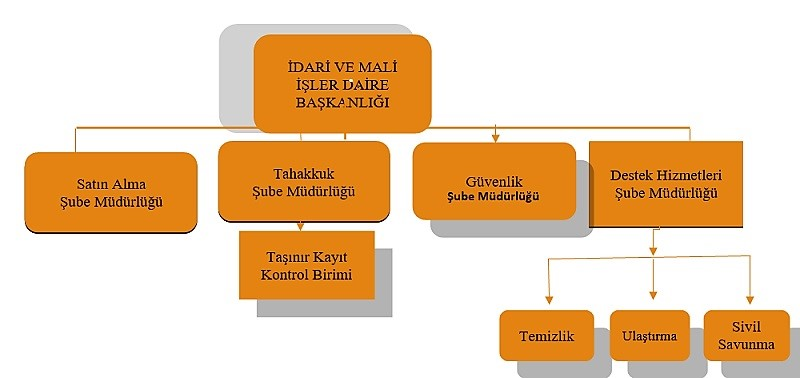 İDARİ VE MALİ
İŞLER DAİRE
BAŞKANLIĞI
Satın Alma
Şube Müdürlüğü
Tahakkuk
Şube Müdürlüğü
Güvenlik
Şube Müdürlüğü
Destek Hizmetleri
Şube Müdürlüğü
Taşınır Kayıt
Kontrol Birimi
Temizlik
Ulaştırma
Sivil
Savunma